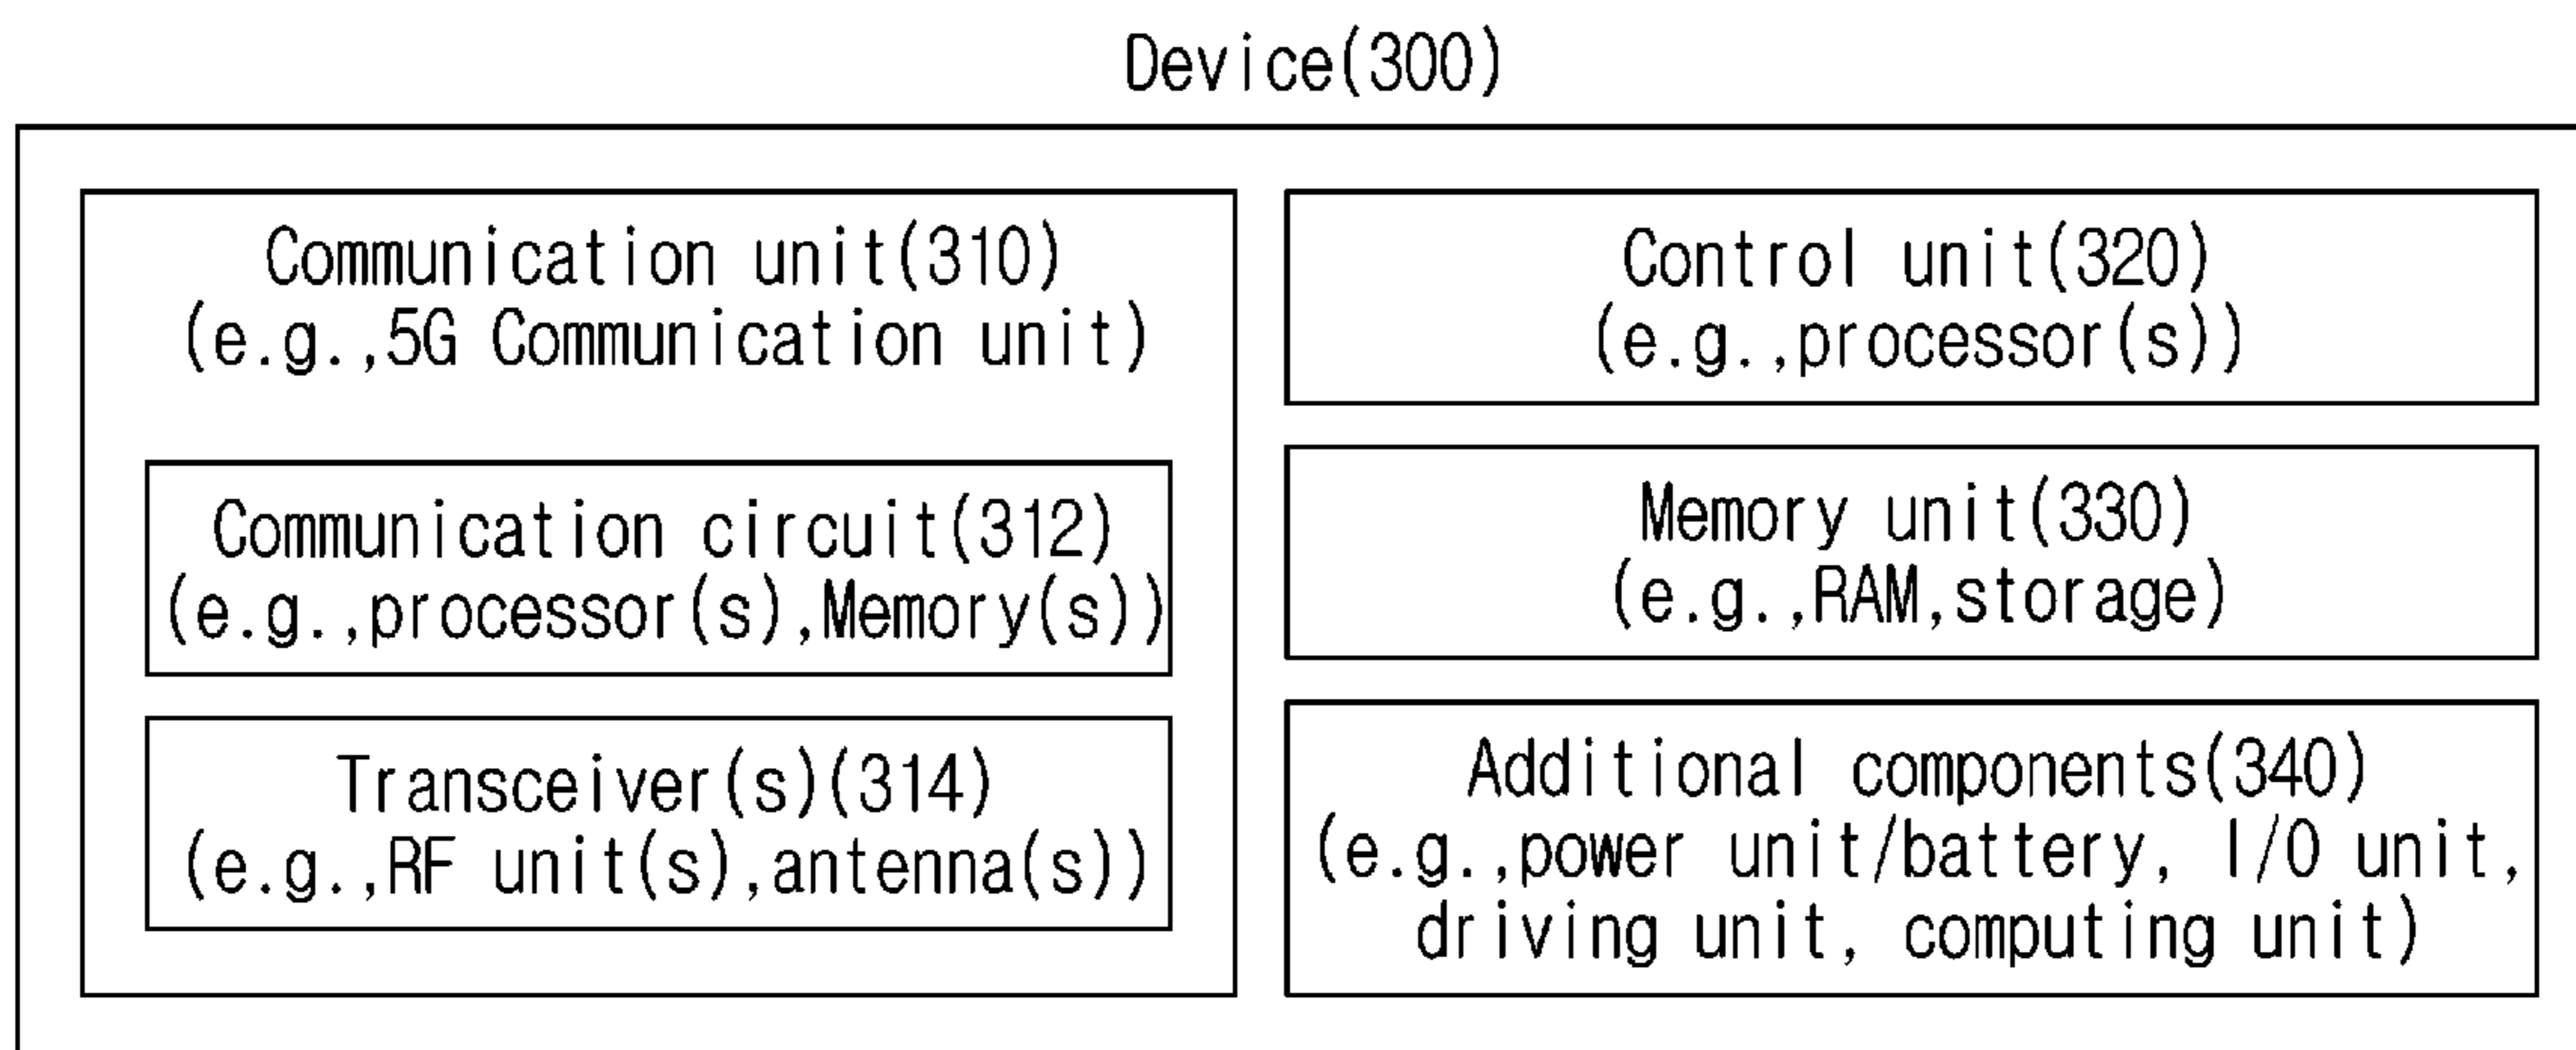 Device(300)
Communication unit(310)
(e.g.,5G Communication unit)
Communication circuit(312)
(e.g.,processor(s),Memory(s))
Transceiver(s)(314)
(e.g.,RF unit(s),antenna(s))
Control unit(320)
(e.g.,processor(s))
Memory unit(330)
(e.g.,RAM,storage)
Additional components(340)
(e.g.,power unit/battery, I/O unit,
driving unit, computing unit)